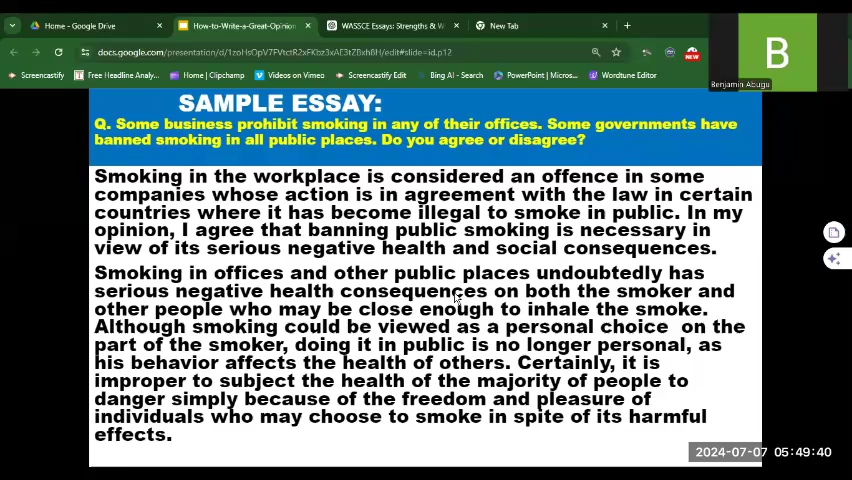 Home - Google Drive
How-to-Write-a-Great-Opinion
WASSCE Essays: Strengths & W
New Tab
docs.google.com/presentation/d/1zoHsOpV7FVtctR2xFKbz3xAE3tZBxhBH/edit#slide=id.p12
NEW
Screencastify
Free Headline Analy...
Home | Clipchamp
Videos on Vimeo
Screencastify Edit
Bing AI - Search
PowerPoint | Micros...
Wordtune Editor
B
Benjamin Abugu
SAMPLE ESSAY:
Q. Some business prohibit smoking in any of their offices. Some governments have
banned smoking in all public places. Do you agree or disagree?
Smoking in the workplace is considered an offence in some
companies whose action is in agreement with the law in certain
countries where it has become illegal to smoke in public. In my
opinion, I agree that banning public smoking is necessary in
view of its serious negative health and social consequences.
Smoking in offices and other public places undoubtedly has
serious negative health consequences on both the smoker and
other people who may be close enough to inhale the smoke.
Although smoking could be viewed as a personal choice on the
part of the smoker, doing it in public is no longer personal, as
his behavior affects the health of others. Certainly, it is
improper to subject the health of the majority of people to
danger simply because of the freedom and pleasure of
individuals who may choose to smoke in spite of its harmful
effects.
2024-07-07 05:49:40